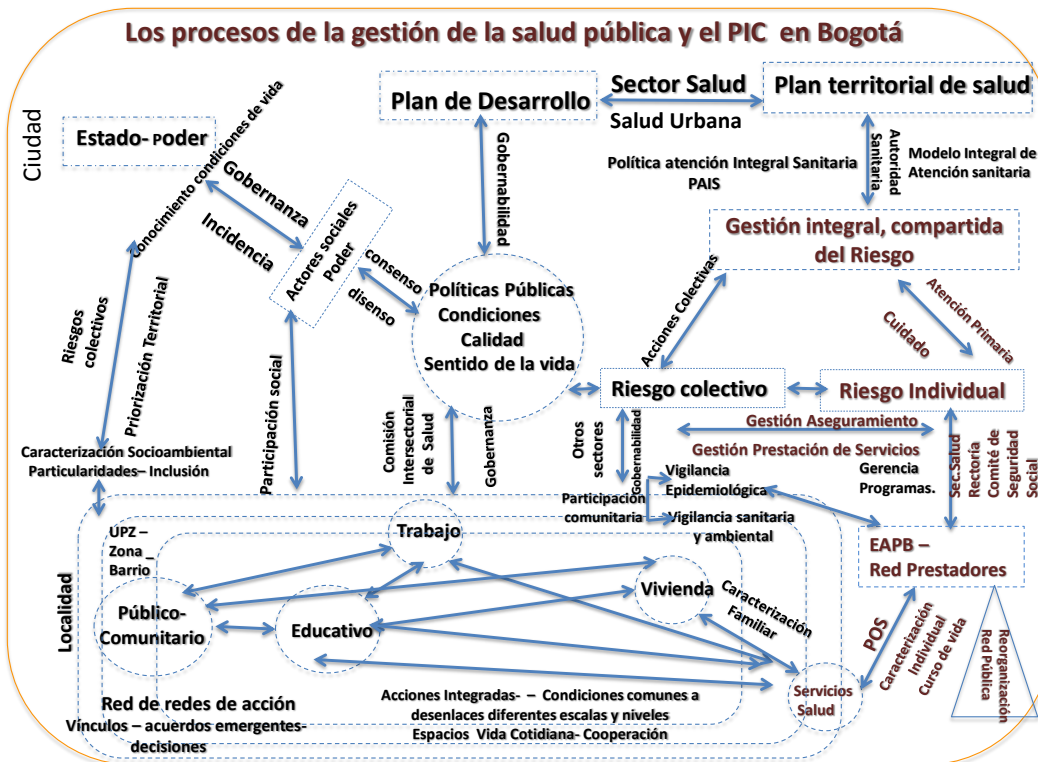 Los procesos de la gestión de la salud pública y el PIC en Bogotá
Ciudad
Estado- Poder
Conocimiento condiciones de vida
Gobernanza
Incidencia
Actores sociales
Poder
consenso
disenso
Plan de Desarrollo
Sector Salud
Salud Urbana
Plan territorial de salud
Gobernabilidad
Política atención Integral Sanitaria
PAIS
Autoridad
Sanitaria
Modelo Integral de
Atención sanitaria
Gestión integral, compartida
del Riesgo
Políticas Públicas
Condiciones
Calidad
Sentido de la vida
Acciones Colectivas
Atención Primaria
Cuidado
Riesgos
colectivos
Priorización Territorial
Participación social
Riesgo colectivo
Riesgo Individual
Gestión Aseguramiento
Gestión Prestación de Servicios
Caracterización Socioambiental
Particularidades– Inclusión
Comisión
Intersectorial
de Salud
Gobernanza
Otros
sectores
Gobernabilidad
Vigilancia
Epidemiológica
Participación
comunitaria
Vigilancia sanitaria
y ambiental
Gerencia
Programas.
Sec.Salud
Rectoría
Comité de
Seguridad
Social
Localidad
UPZ –
Zona _
Barrio
Trabajo
Público-
Comunitario
Educativo
Vivienda
Caracterización
Familiar
EAPB –
Red Prestadores
POS
Caracterización
Individual
Curso de vida
Reorganización
Red Pública
Servicios
Salud
Red de redes de acción
Vínculos – acuerdos emergentes-
decisiones
Acciones Integradas- – Condiciones comunes a
desenlaces diferentes escalas y niveles
Espacios Vida Cotidiana- Cooperación